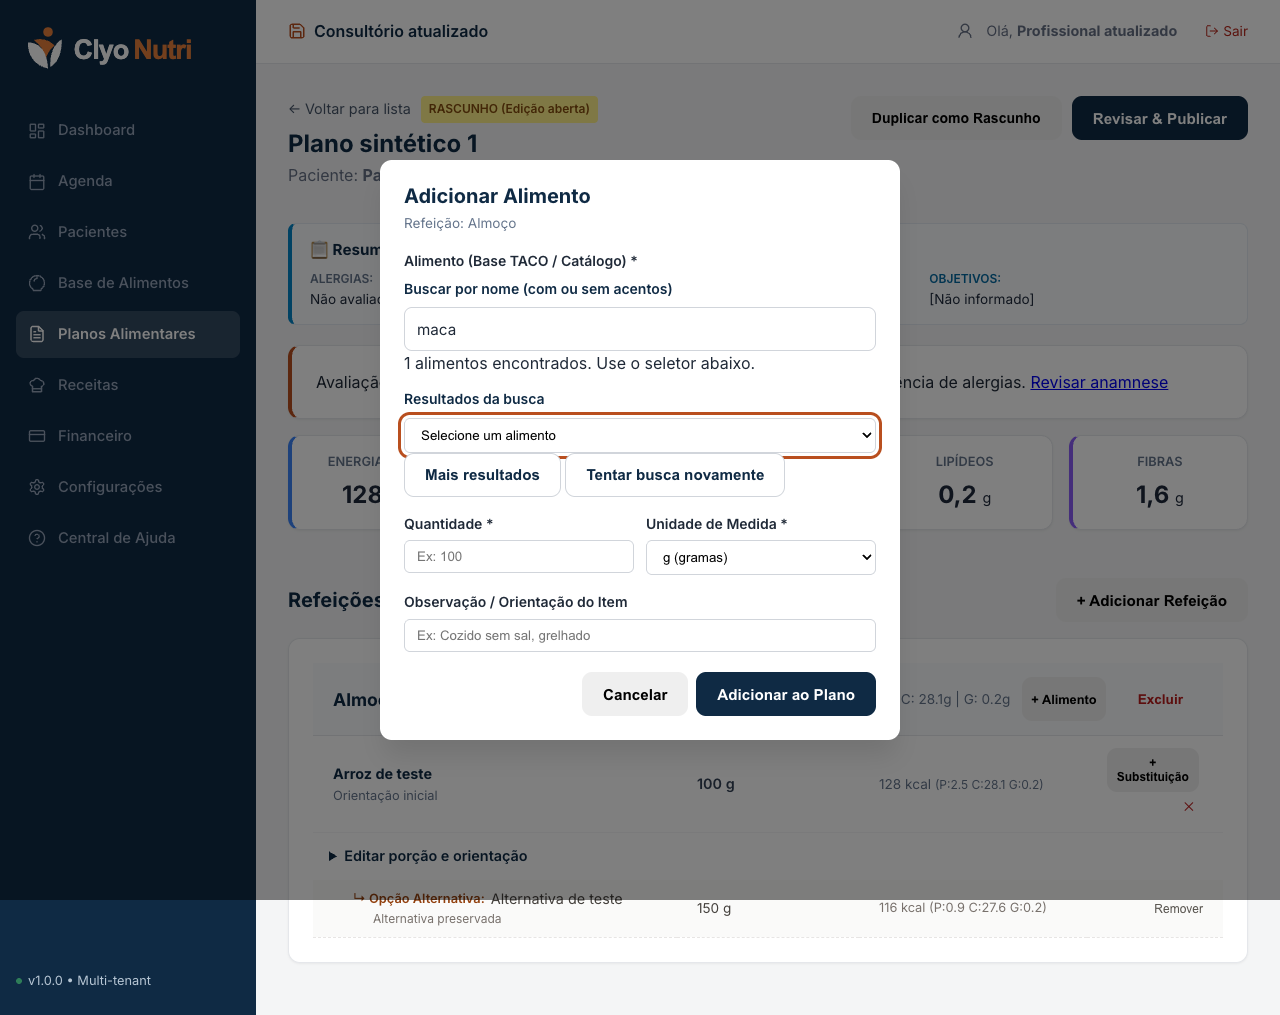 Clyo Nutri
Dashboard
Agenda
Pacientes
Base de Alimentos
Planos Alimentares
Receitas
Financeiro
Configurações
Central de Ajuda
v1.0.0 • Multi-tenant
Consultório atualizado
Olá, Profissional atualizado
Sair
← Voltar para lista
RASCUNHO (Edição aberta)
Plano sintético 1
Paciente: Pa
Duplicar como Rascunho
Revisar & Publicar
Resum
ALERGIAS:
Não avaliad
OBJETIVOS:
[Não informado]
Avaliação
ência de alergias. Revisar anamnese
ENERGIA
128
LIPÍDEOS
0,2 g
FIBRAS
1,6 g
Adicionar Alimento
Refeição: Almoço
Alimento (Base TACO / Catálogo) *
Buscar por nome (com ou sem acentos)
maca
1 alimentos encontrados. Use o seletor abaixo.
Resultados da busca
Selecione um alimento
Mais resultados
Tentar busca novamente
Quantidade *
Unidade de Medida *
Ex: 100
g (gramas)
Observação / Orientação do Item
Ex: Cozido sem sal, grelhado
Cancelar
Adicionar ao Plano
Refeições
+ Adicionar Refeição
Almo
C: 28.1g | G: 0.2g
+ Alimento
Excluir
Arroz de teste
Orientação inicial
100 g
128 kcal (P:2.5 C:28.1 G:0.2)
+ Substituição
×
▶ Editar porção e orientação
↳ Opção Alternativa: Alternativa de teste
Alternativa preservada
150 g
116 kcal (P:0.9 C:27.6 G:0.2)
Remover